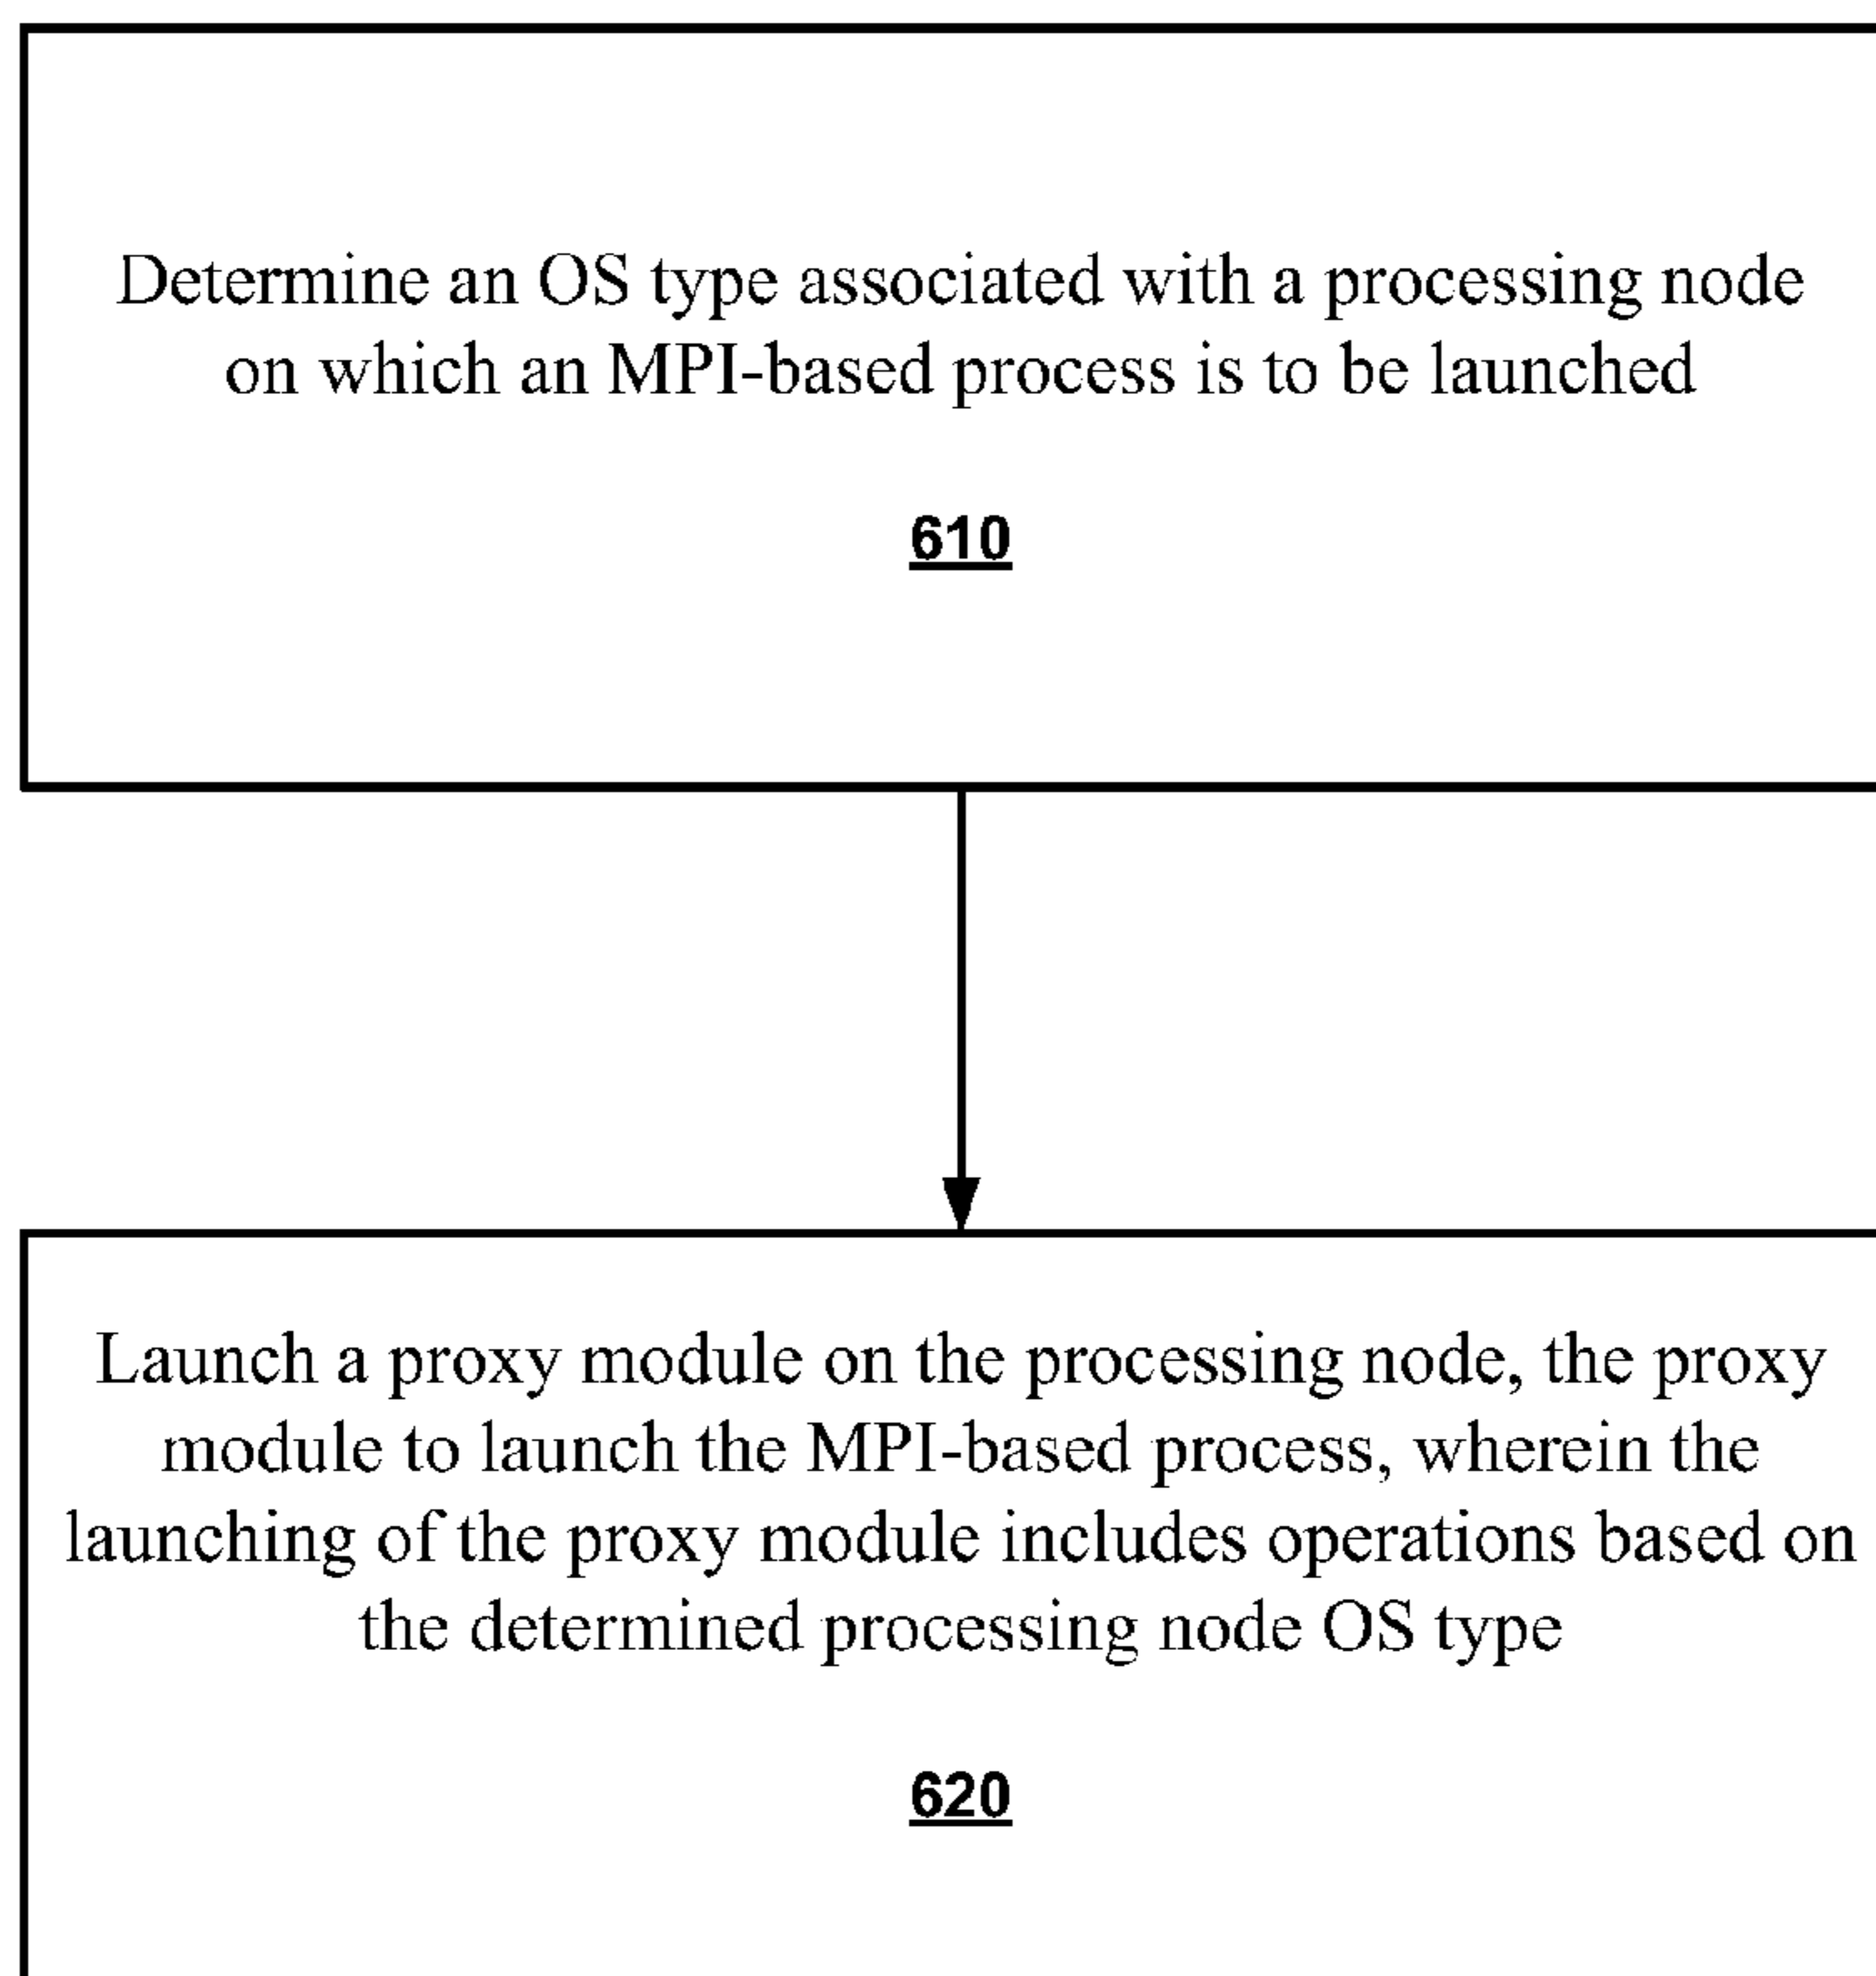 Determine an OS type associated with a processing node
on which an MPI-based process is to be launched
610
Launch a proxy module on the processing node, the proxy
module to launch the MPI-based process, wherein the
launching of the proxy module includes operations based on
the determined processing node OS type
620